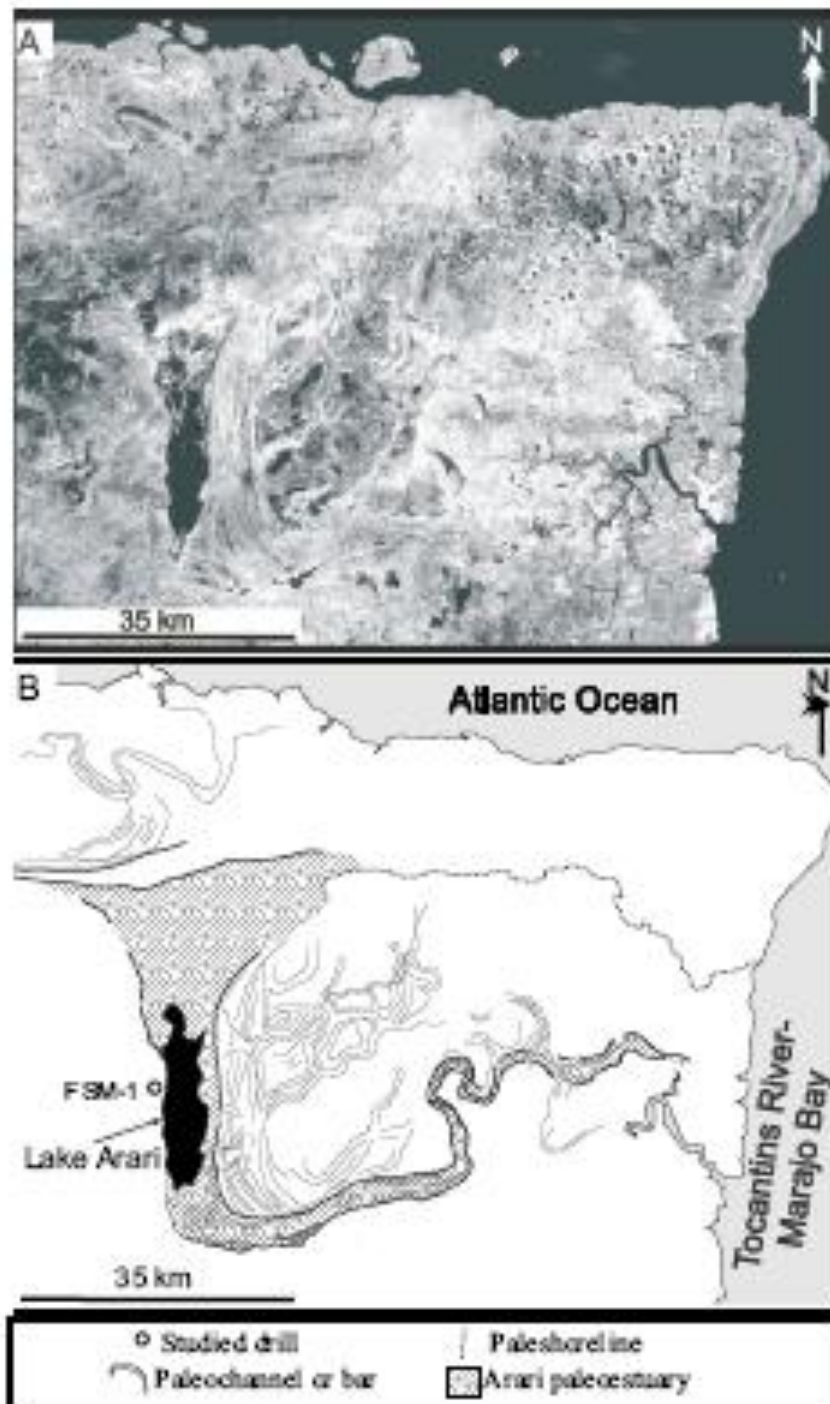 A
N
35 km
B
N
Atlantic Ocean
FSM-1
Lake Arari
Tocantins River-
Marajo Bay
35 km
Studied drill
Paleshoreline
Paleochannel or bar
Arari paleoestuary